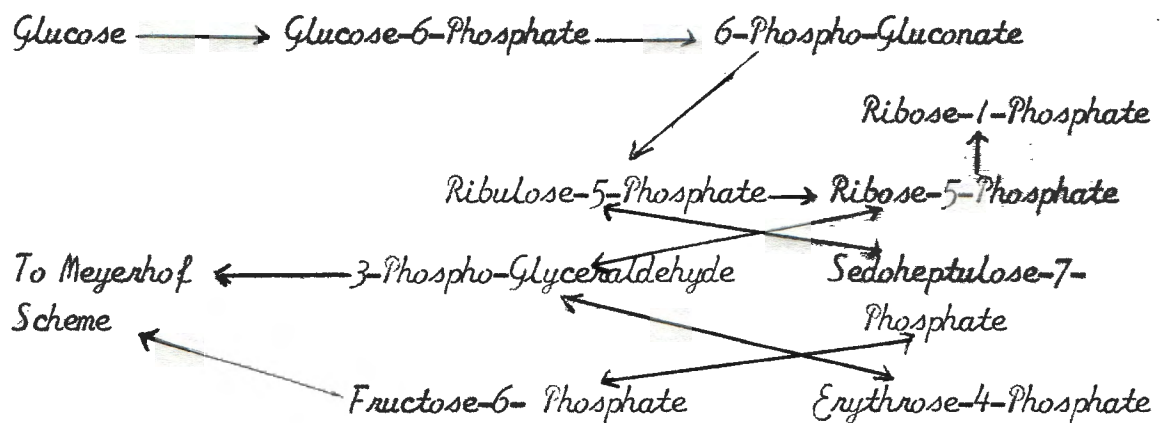 Glucose Glucose-6-Phosphate 6-Phospho-Gluconate
Ribose-1-Phosphate
Ribulose-5-Phosphate Ribose-5-Phosphate
To Meyerhof 3-Phospho-Glyceraldehyde Sedoheptulose-7-
Scheme Phosphate
Fructose-6- Phosphate Erythrose-4-Phosphate